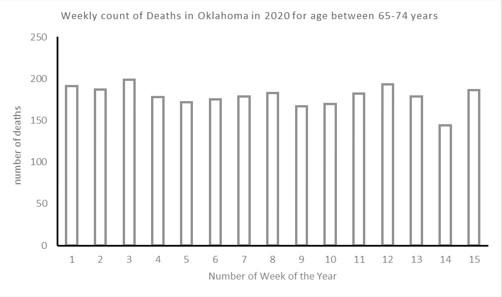 Weekly count of Deaths in Oklahoma in 2020 for age between 65-74 years
250
200
150
100
50
0
number of deaths
1 2 3 4 5 6 7 8 9 10 11 12 13 14 15
Number of Week of the Year